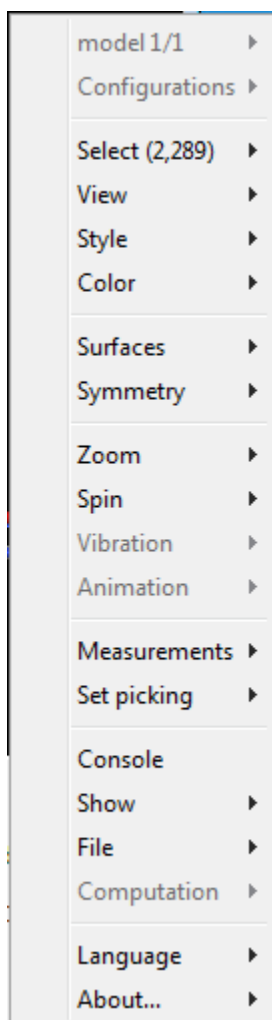 model 1/1
Configurations
Select (2,289)
View
Style
Color
Surfaces
Symmetry
Zoom
Spin
Vibration
Animation
Measurements
Set picking
Console
Show
File
Computation
Language
About...